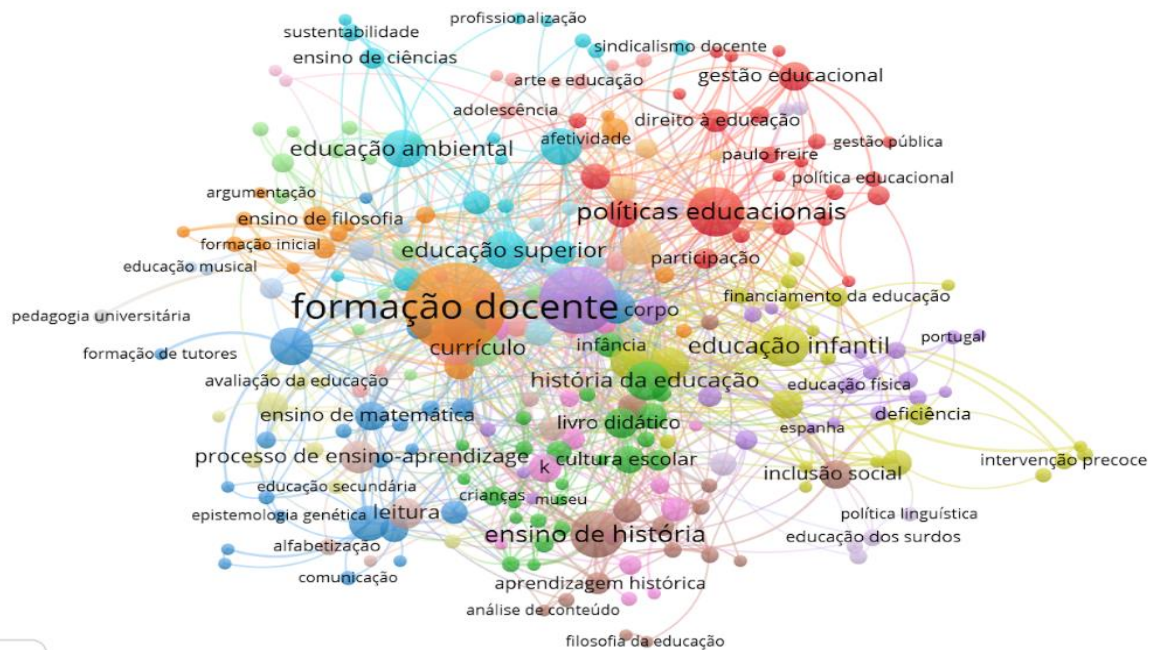 profissionalização
sustentabilidade
sindicalismo docente
ensino de ciências
gestão educacional
arte e educação
adolescência
direito à educação
afetividade
gestão pública
educação ambiental
paulo freire
política educacional
argumentação
políticas educacionais
ensino de filosofia
formação inicial
educação superior
participação
educação musical
financiamento da educação
formação docente
corpo
pedagogia universitária
portugal
currículo
infância
educação infantil
formação de tutores
avaliação da educação
história da educação
educação física
ensino de matemática
livro didático
deficiência
espanha
processo de ensino-aprendizage
k
cultura escolar
intervenção precoce
inclusão social
educação secundária
crianças
museu
epistemologia genética
leitura
política linguística
ensino de história
educação dos surdos
alfabetização
comunicação
aprendizagem histórica
análise de conteúdo
filosofia da educação